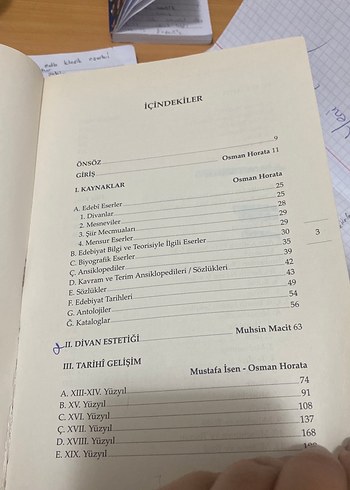 İÇİNDEKİLER
ÖNSÖZ 9
GİRİŞ Osman Horata 11
I. KAYNAKLAR Osman Horata
A. Edebî Eserler 25
1. Divanlar 25
2. Mesneviler 28
3. Şiir Mecmuaları 29
4. Mensur Eserler 29
B. Edebiyat Bilgi ve Teorisiyle İlgili Eserler 30
C. Biyografik Eserler 35
Ç. Ansiklopediler 39
D. Kavram ve Terim Ansiklopedileri / Sözlükleri 42
E. Sözlükler 43
F. Edebiyat Tarihleri 49
G. Antolojiler 54
Ğ. Kataloglar 56
3
II. DİVAN ESTETİĞİ Muhsin Macit 63
III. TARİHÎ GELİŞİM
Mustafa İsen - Osman Horata
A. XIII-XIV. Yüzyıl 74
B. XV. Yüzyıl 91
C. XVI. Yüzyıl 108
Ç. XVII. Yüzyıl 137
D. XVIII. Yüzyıl 168
E. XIX. Yüzyıl